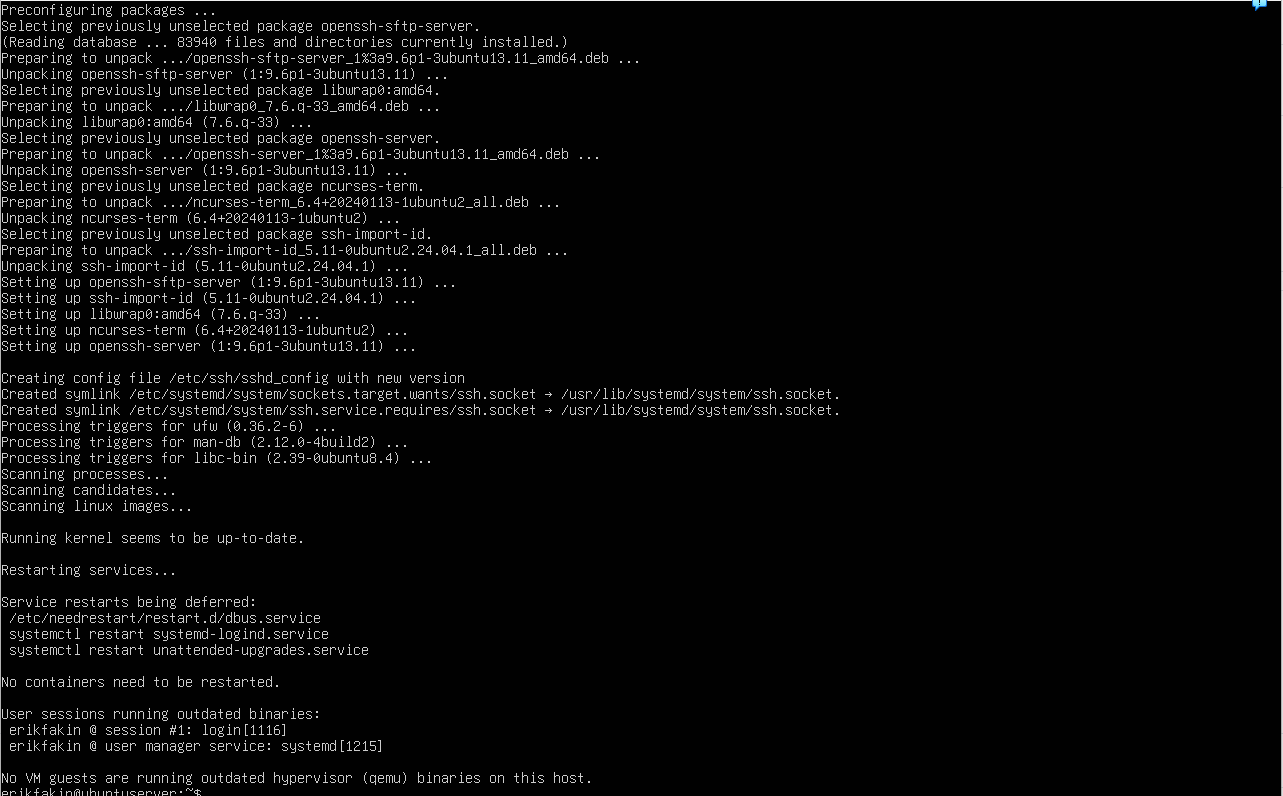 Preconfiguring packages ...
Selecting previously unselected package openssh-sftp-server.
(Reading database ... 83940 files and directories currently installed.)
Preparing to unpack .../openssh-sftp-server_1%3a9.6p1-3ubuntu13.11_amd64.deb ...
Unpacking openssh-sftp-server (1:9.6p1-3ubuntu13.11) ...
Selecting previously unselected package libwrap0:amd64.
Preparing to unpack .../libwrap0_7.6.q-33_amd64.deb ...
Unpacking libwrap0:amd64 (7.6.q-33) ...
Selecting previously unselected package openssh-server.
Preparing to unpack .../openssh-server_1%3a9.6p1-3ubuntu13.11_amd64.deb ...
Unpacking openssh-server (1:9.6p1-3ubuntu13.11) ...
Selecting previously unselected package ncurses-term.
Preparing to unpack .../ncurses-term_6.4+20240113-1ubuntu2_all.deb ...
Unpacking ncurses-term (6.4+20240113-1ubuntu2) ...
Selecting previously unselected package ssh-import-id.
Preparing to unpack .../ssh-import-id_5.11-0ubuntu2.24.04.1_all.deb ...
Unpacking ssh-import-id (5.11-0ubuntu2.24.04.1) ...
Setting up openssh-sftp-server (1:9.6p1-3ubuntu13.11) ...
Setting up ssh-import-id (5.11-0ubuntu2.24.04.1) ...
Setting up libwrap0:amd64 (7.6.q-33) ...
Setting up ncurses-term (6.4+20240113-1ubuntu2) ...
Setting up openssh-server (1:9.6p1-3ubuntu13.11) ...
Creating config file /etc/ssh/sshd_config with new version
Created symlink /etc/systemd/system/sockets.target.wants/ssh.socket → /usr/lib/systemd/system/ssh.socket.
Created symlink /etc/systemd/system/ssh.service.requires/ssh.socket → /usr/lib/systemd/system/ssh.socket.
Processing triggers for ufw (0.36.2-6) ...
Processing triggers for man-db (2.12.0-4build2) ...
Processing triggers for libc-bin (2.39-0ubuntu8.4) ...
Scanning processes...
Scanning candidates...
Scanning linux images...
Running kernel seems to be up-to-date.
Restarting services...
Service restarts being deferred:
 /etc/needrestart/restart.d/dbus.service
 systemctl restart systemd-logind.service
 systemctl restart unattended-upgrades.service
No containers need to be restarted.
User sessions running outdated binaries:
 erikfakin @ session #1: login[1116]
 erikfakin @ user manager service: systemd[1215]
No VM guests are running outdated hypervisor (qemu) binaries on this host.
erikfakin@ubuntuserver:~$